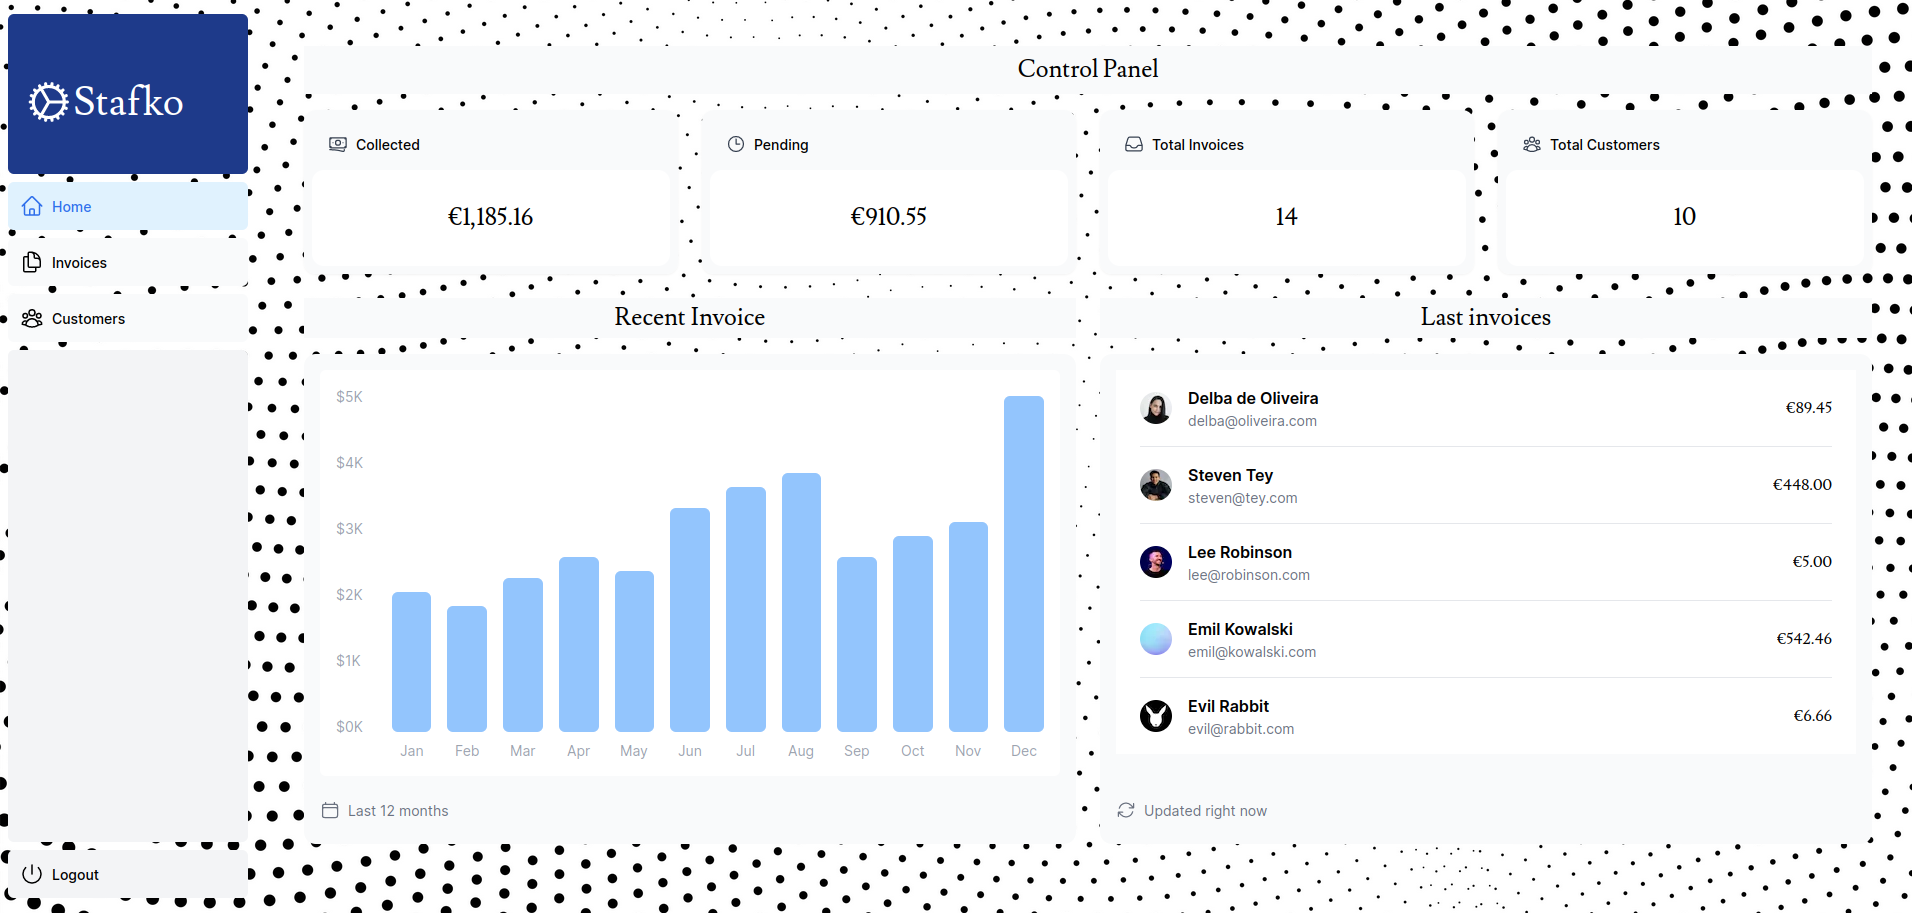 Stafko
Home
Invoices
Customers
Logout
Control Panel
Collected
€1,185.16
Pending
€910.55
Total Invoices
14
Total Customers
10
Recent Invoice
$5K
$4K
$3K
$2K
$1K
$0K
Jan Feb Mar Apr May Jun Jul Aug Sep Oct Nov Dec
Last 12 months
Last invoices
Delba de Oliveira
delba@oliveira.com
€89.45
Steven Tey
steven@tey.com
€448.00
Lee Robinson
lee@robinson.com
€5.00
Emil Kowalski
emil@kowalski.com
€542.46
Evil Rabbit
evil@rabbit.com
€6.66
Updated right now